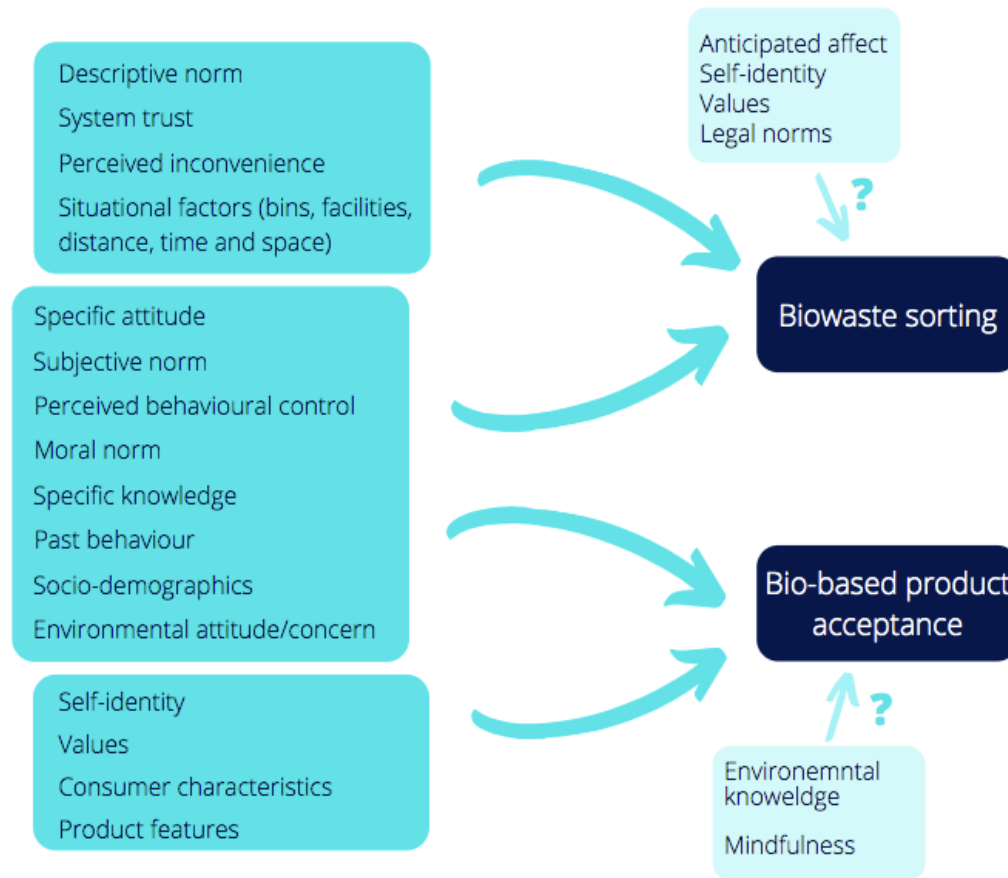 Descriptive norm
System trust
Perceived inconvenience
Situational factors (bins, facilities,
distance, time and space)
Specific attitude
Subjective norm
Perceived behavioural control
Moral norm
Specific knowledge
Past behaviour
Socio-demographics
Environmental attitude/concern
Self-identity
Values
Consumer characteristics
Product features
Anticipated affect
Self-identity
Values
Legal norms
?
Biowaste sorting
Bio-based product
acceptance
?
Environemntal
knoweldge
Mindfulness